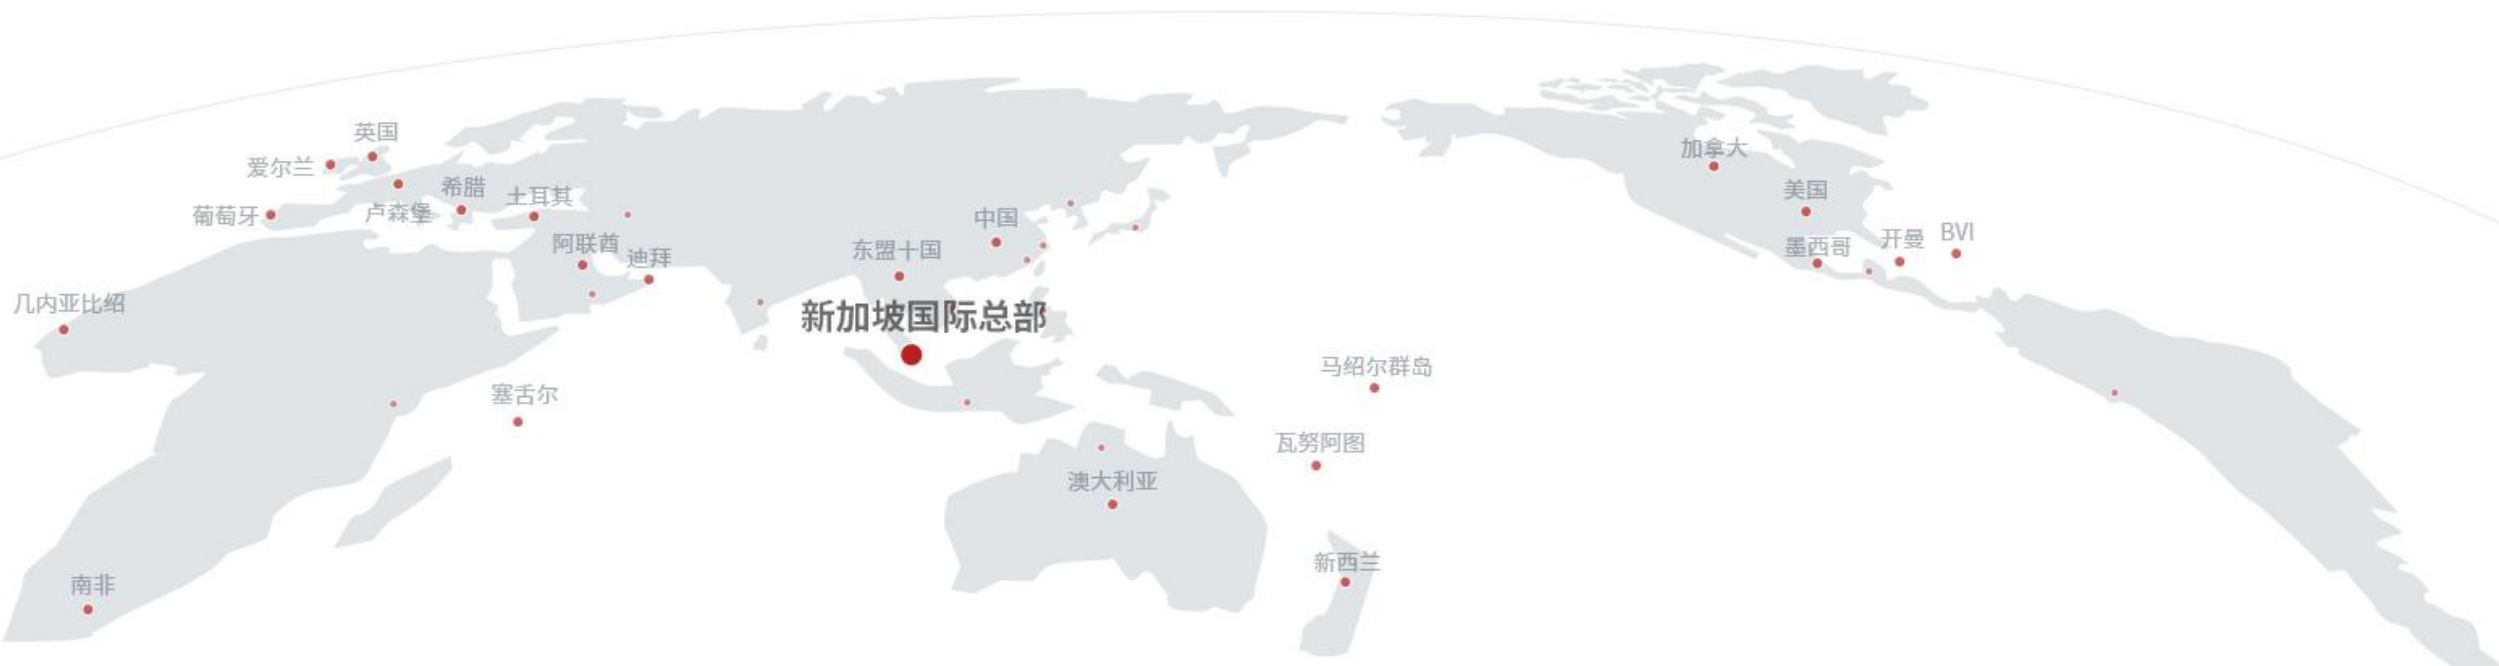 英国
爱尔兰
葡萄牙
卢森堡
希腊
土耳其
阿联酋
迪拜
几内亚比绍
塞舌尔
南非
中国
东盟十国
新加坡国际总部
澳大利亚
马绍尔群岛
瓦努阿图
新西兰
加拿大
美国
墨西哥
开曼
BVI